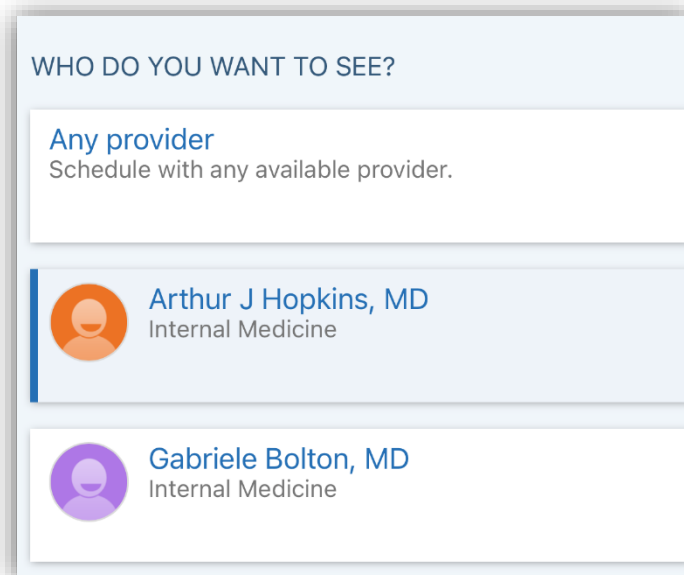 WHO DO YOU WANT TO SEE?
Any provider
Schedule with any available provider.
Arthur J Hopkins, MD
Internal Medicine
Gabriele Bolton, MD
Internal Medicine